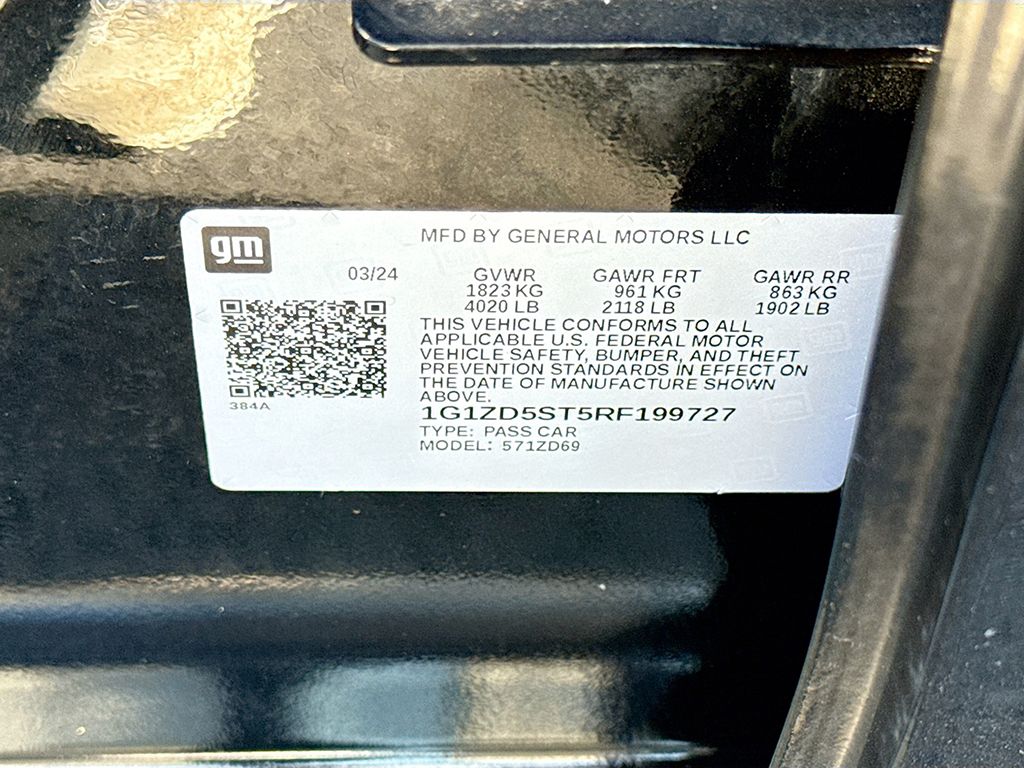 gm
MFD BY GENERAL MOTORS LLC
03/24 GVWR GAWR FRT GAWR RR
1823 KG 961 KG 863 KG
4020 LB 2118 LB 1902 LB
THIS VEHICLE CONFORMS TO ALL
APPLICABLE U.S. FEDERAL MOTOR
VEHICLE SAFETY, BUMPER, AND THEFT
PREVENTION STANDARDS IN EFFECT ON
THE DATE OF MANUFACTURE SHOWN
ABOVE.
384A
1G1ZD5ST5RF199727
TYPE: PASS CAR
MODEL: 571ZD69